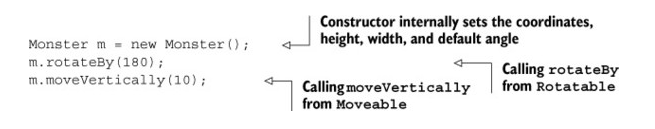 Constructor internally sets the coordinates,
height, width, and default angle
Monster m = new Monster();
m.rotateBy(180);
m.moveVertically(10);
Calling rotateBy
from Rotatable
Calling moveVertically
from Moveable